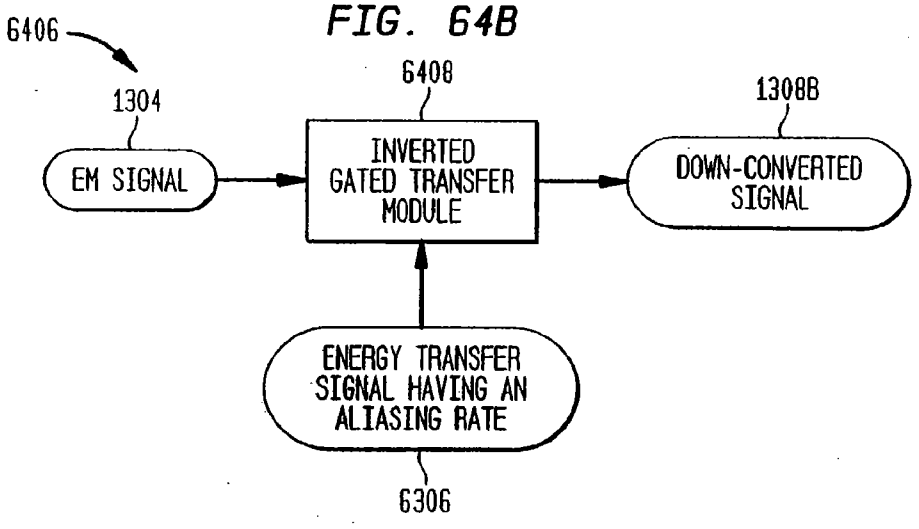 FIG. 64B
6406
1304
EM SIGNAL
6408
INVERTED
GATED TRANSFER
MODULE
1308B
DOWN-CONVERTED
SIGNAL
ENERGY TRANSFER
SIGNAL HAVING AN
ALIASING RATE
6306